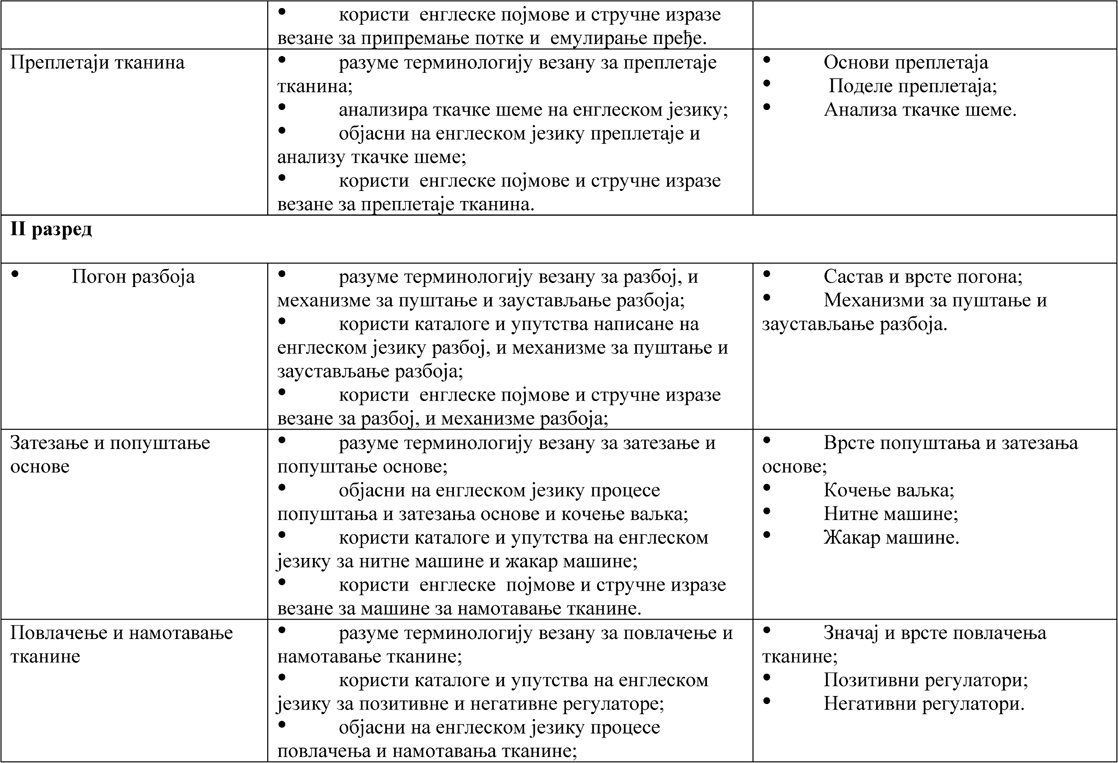 • користи енглеске појмове и стручне изразе
везане за припремање потке и емулирање пређе.
Преплетаји тканина
• разуме терминологију везану за преплетаје
тканина;
• анализира ткачке шеме на енглеском језику;
• објасни на енглеском језику преплетаје и
анализу ткачке шеме;
• користи енглеске појмове и стручне изразе
везане за преплетаје тканина.
• Основи преплетаја
• Поделе преплетаја;
• Анализа ткачке шеме.
II разред
• Погон разбоја
• разуме терминологију везану за разбој, и
механизме за пуштање и заустављање разбоја;
• користи каталоге и упутства написане на
енглеском језику разбој, и механизме за пуштање и
заустављање разбоја;
• користи енглеске појмове и стручне изразе
везане за разбој, и механизме разбоја;
• Састав и врсте погона;
• Механизми за пуштање и
заустављање разбоја.
Затезање и попуштање
основе
• разуме терминологију везану за затезање и
попуштање основе;
• објасни на енглеском језику процесе
попуштања и затезања основе и кочење ваљка;
• користи каталоге и упутства на енглеском
језику за нитне машине и жакар машине;
• користи енглеске појмове и стручне изразе
везане за машине за намотавање тканине.
• Врсте попуштања и затезања
основе;
• Кочење ваљка;
• Нитне машине;
• Жакар машине.
Повлачење и намотавање
тканине
• разуме терминологију везану за повлачење и
намотавање тканине;
• користи каталоге и упутства на енглеском
језику за позитивне и негативне регулаторе;
• објасни на енглеском језику процесе
повлачења и намотавања тканине;
• Значај и врсте повлачења
тканине;
• Позитивни регулатори;
• Негативни регулатори.